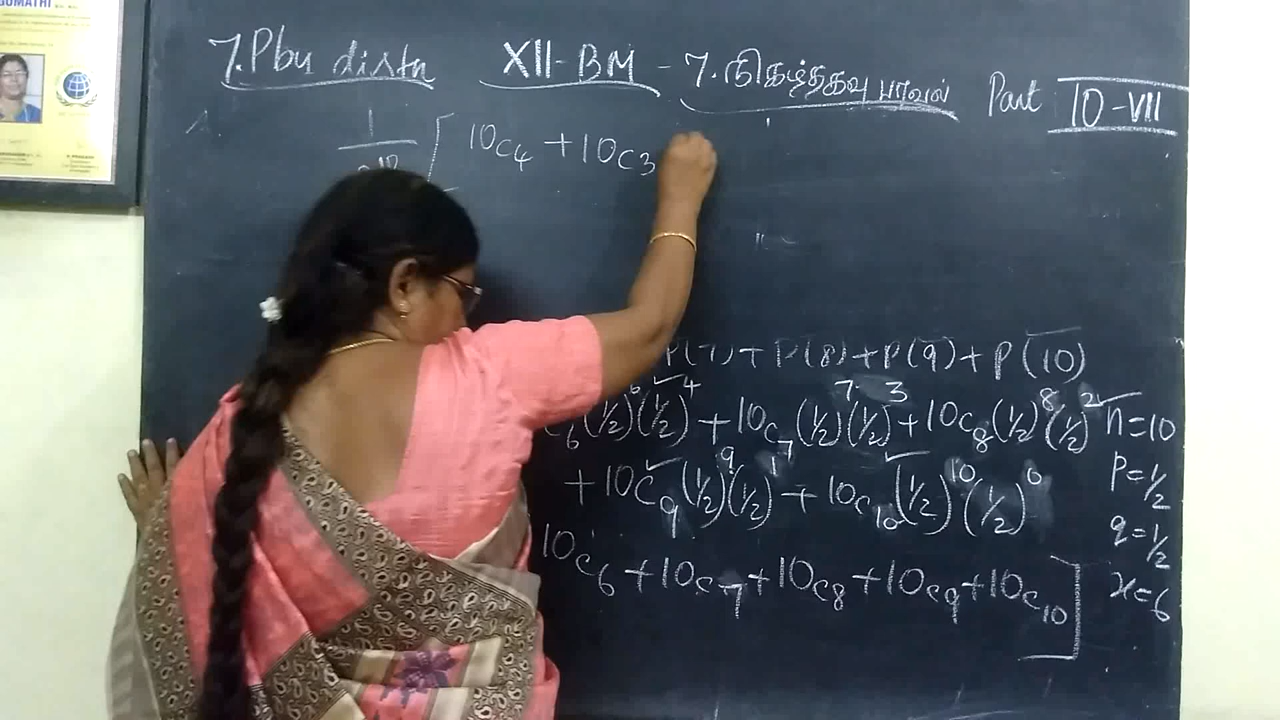 GOMATHI
7.Pbu distn XII-BM - 7.நிகழ்தகவு பரவல் Part 10-VII
1 [ 10C4 + 10C3
P(7) + P(8) + P(9) + P(10)
C6 (1/2)^6 (1/2)^4 + 10C7 (1/2)^7 (1/2)^3 + 10C8 (1/2)^8 (1/2)^2
n=10
+ 10C9 (1/2)^9 (1/2)^1 + 10C10 (1/2)^10 (1/2)^0
p=1/2
q=1/2
10C6 + 10C7 + 10C8 + 10C9 + 10C10 ]
x=6